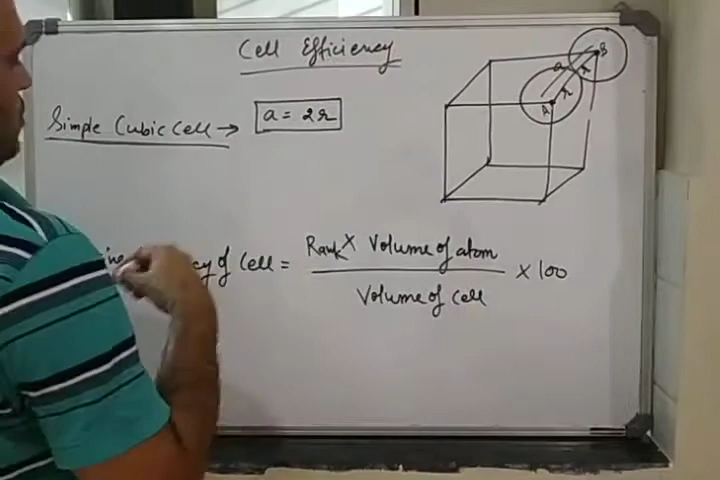 Cell Efficiency
Simple Cubic Cell → a = 2r
B
a
r
r
A
cy of Cell = Rank × Volume of atom
Volume of Cell
× 100